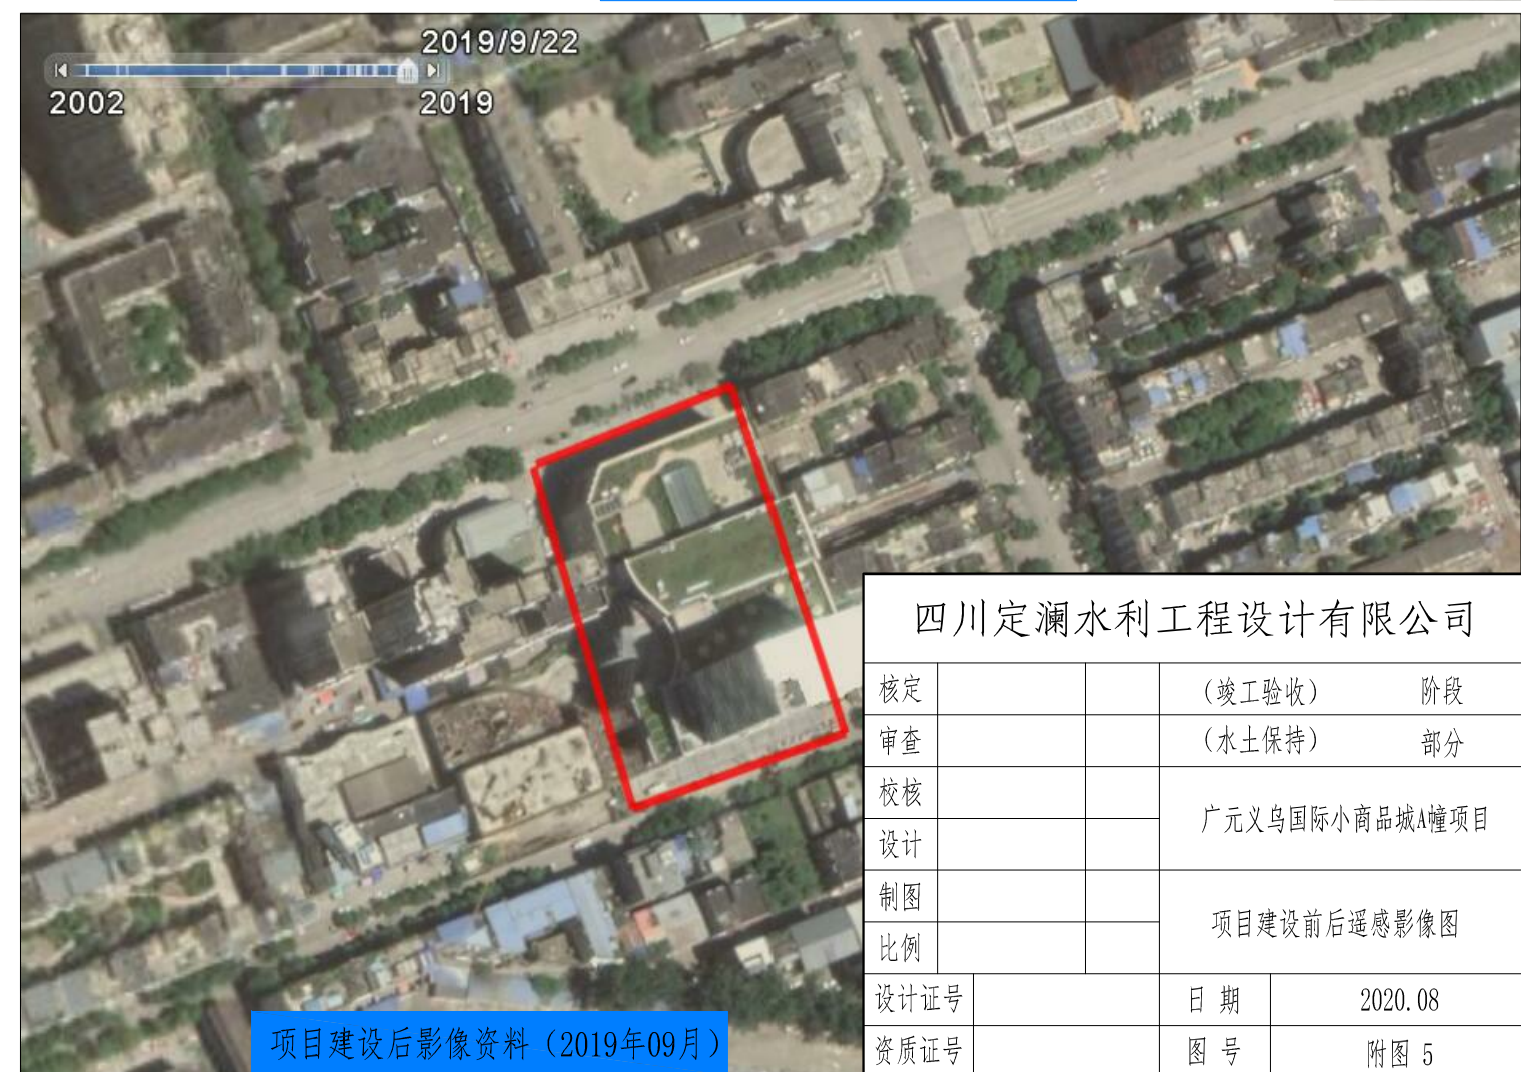 2019/9/22
2002
2019
四川定澜水利工程设计有限公司
核定
(竣工验收) 阶段
审查
(水土保持) 部分
校核
广元义乌国际小商品城A幢项目
设计
制图
项目建设前后遥感影像图
比例
设计证号
日 期
2020.08
资质证号
图 号
附图 5
项目建设后影像资料 (2019年09月)